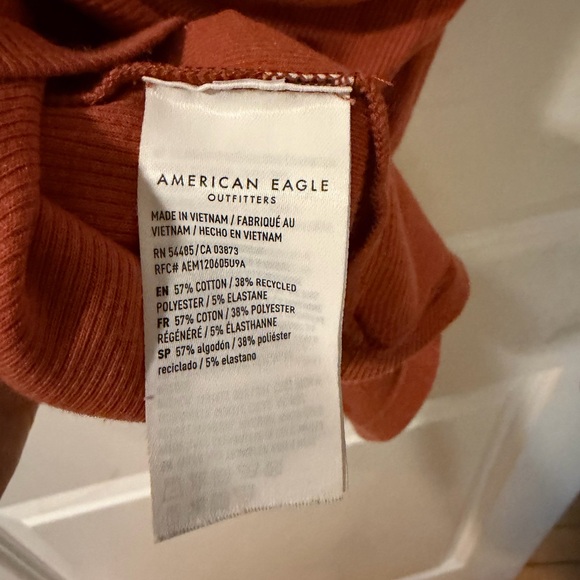 AMERICAN EAGLE
OUTFITTERS
MADE IN VIETNAM / FABRIQUÉ AU
VIETNAM / HECHO EN VIETNAM
RN 54485 / CA 03873
RFC# AEM120605U9A
EN 57% COTTON / 38% RECYCLED
POLYESTER / 5% ELASTANE
FR 57% COTON / 38% POLYESTER
RÉGÉNÉRÉ / 5% ÉLASTHANNE
SP 57% algodón / 38% poliéster
reciclado / 5% elastano